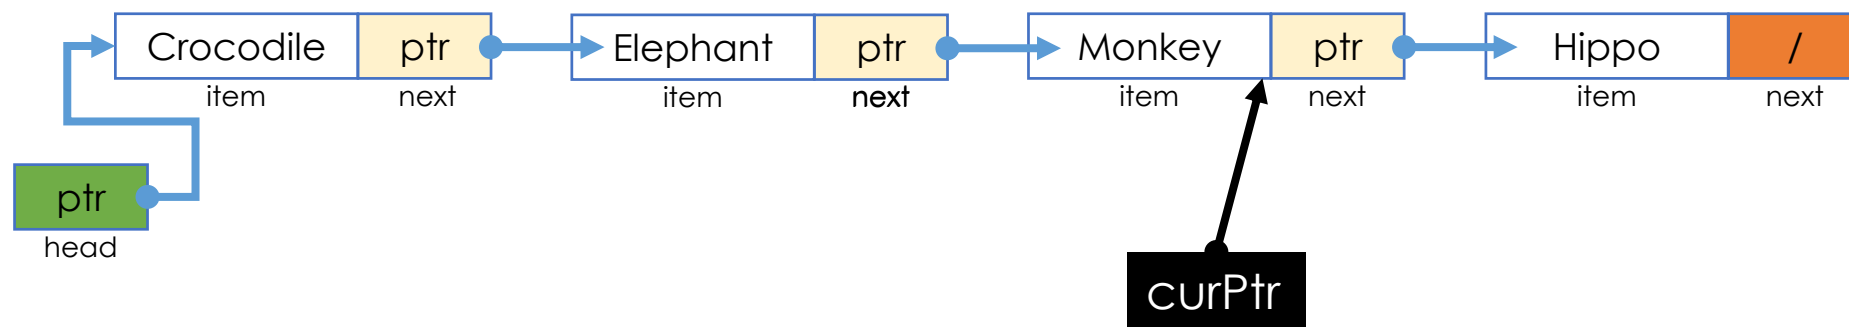 Crocodile ptr Elephant ptr Monkey ptr Hippo /
item next item next item next item next
ptr
head
curPtr